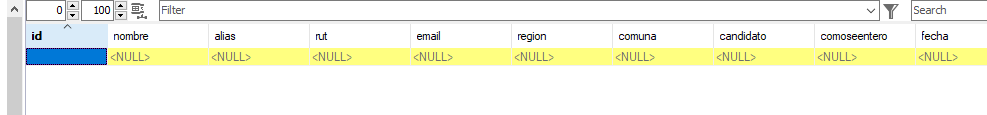 0 100 Filter Search
id nombre alias rut email region comuna candidato comoseentero fecha
<NULL> <NULL> <NULL> <NULL> <NULL> <NULL> <NULL> <NULL> <NULL>